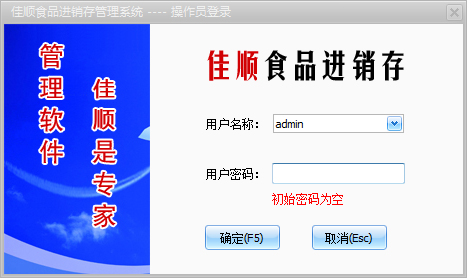 佳顺食品进销存管理系统 ---- 操作员登录
管理软件
佳顺是专家
佳顺食品进销存
用户名称： admin
用户密码：
初始密码为空
确定(F5) 取消(Esc)